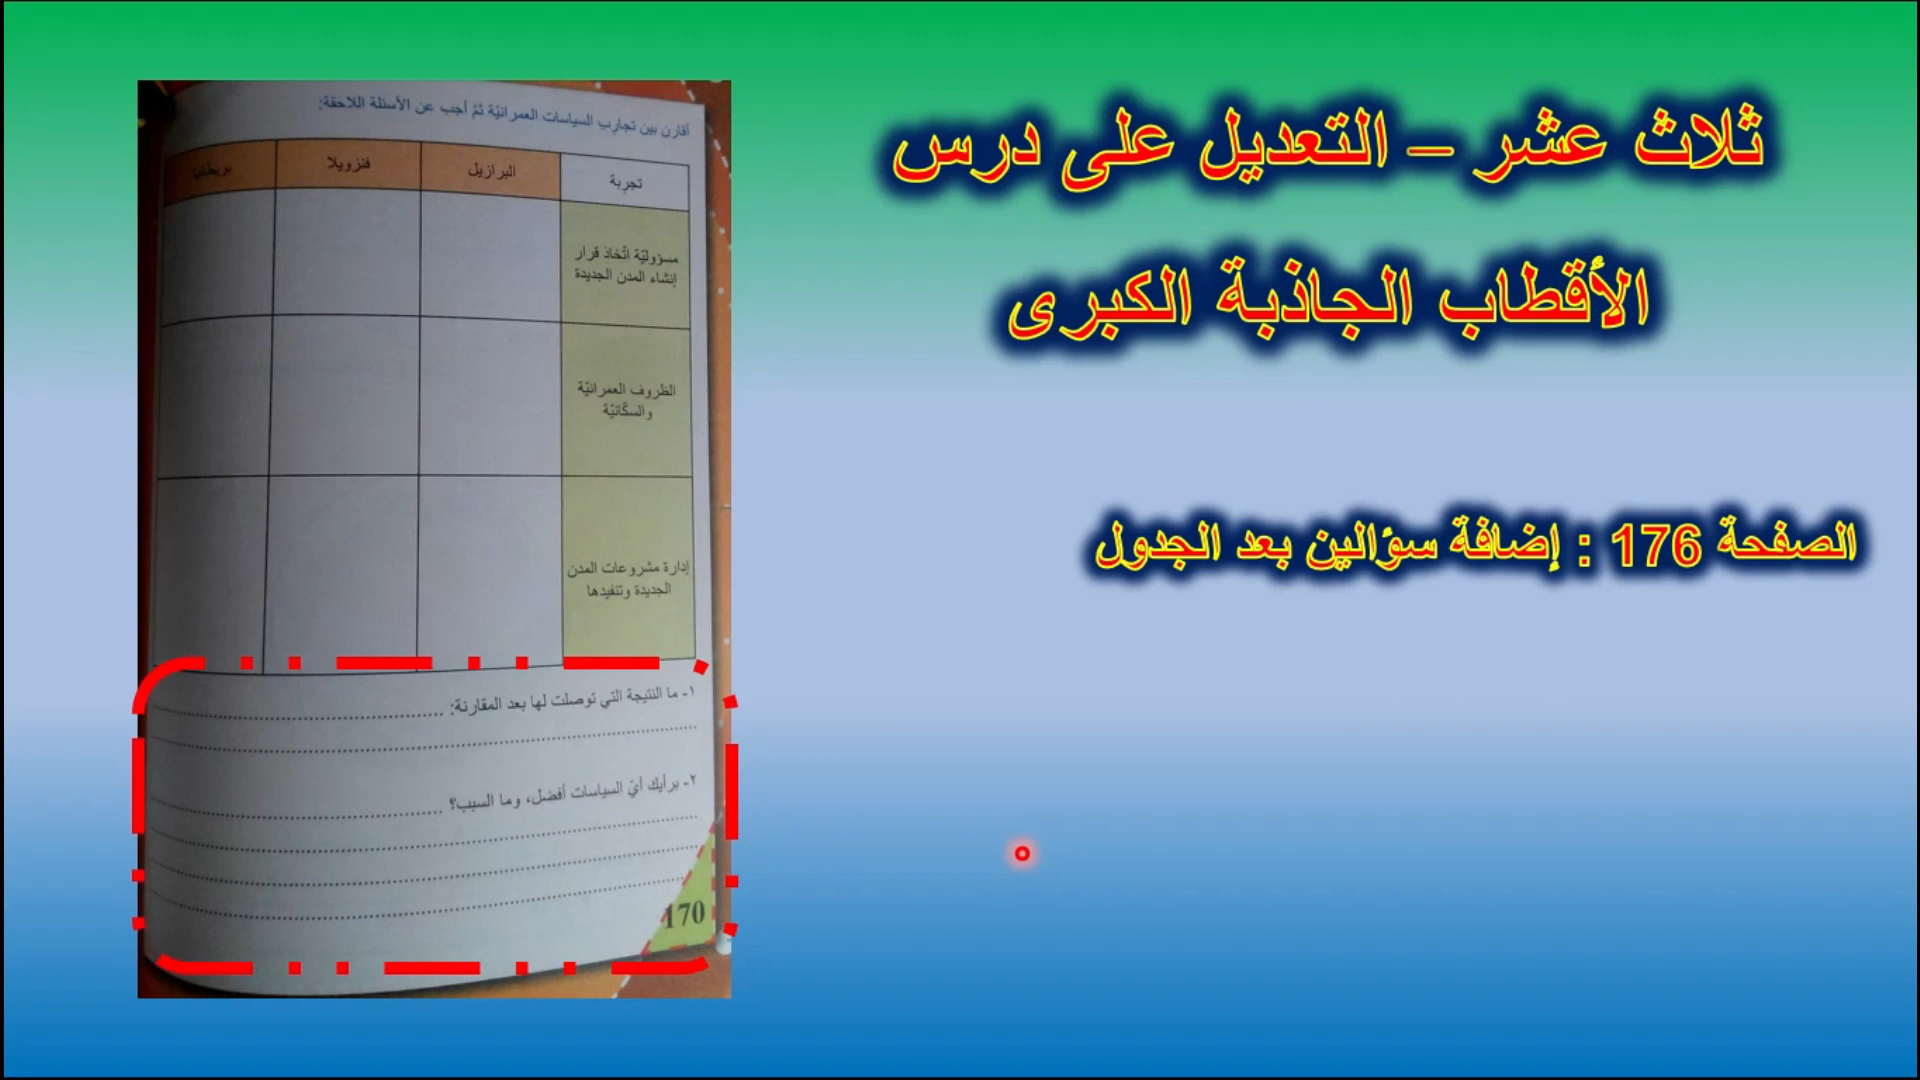 ثلاث عشر – التعديل على درس
الأقطاب الجاذبة الكبرى
الصفحة 176 : إضافة سؤالين بعد الجدول
أقارن بين تجارب السياسات العمرانيّة ثمّ أجب عن الأسئلة اللاحقة:
تجربة
البرازيل
فنزويلا
بريطانيا
مسؤوليّة اتّخاذ قرار
إنشاء المدن الجديدة
الظروف العمرانيّة
والسكّانيّة
إدارة مشروعات المدن
الجديدة وتنفيذها
١- ما النتيجة التي توصلت لها بعد المقارنة:
٢- برأيك أيّ السياسات أفضل، وما السبب؟
170